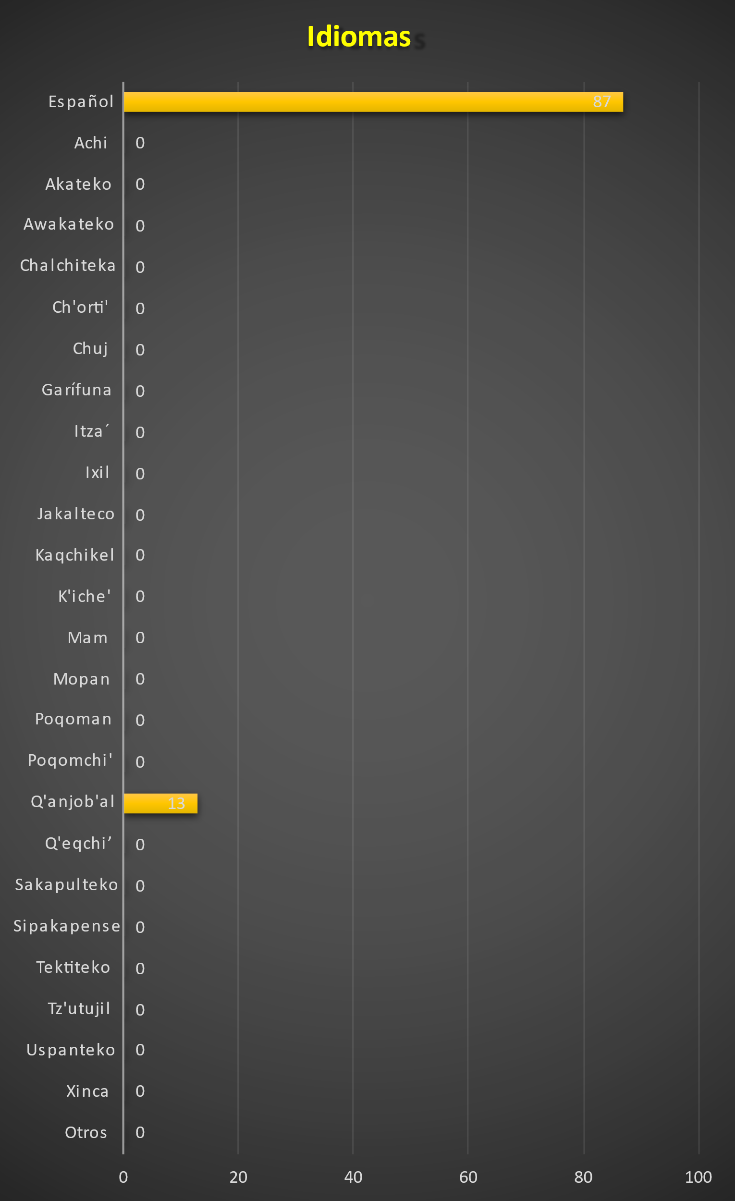 Idiomas
Español 87
Achi 0
Akateko 0
Awakateko 0
Chalchiteka 0
Ch'orti' 0
Chuj 0
Garífuna 0
Itza´ 0
Ixil 0
Jakalteco 0
Kaqchikel 0
K'iche' 0
Mam 0
Mopan 0
Poqoman 0
Poqomchi' 0
Q'anjob'al 13
Q'eqchi’ 0
Sakapulteko 0
Sipakapense 0
Tektiteko 0
Tz'utujil 0
Uspanteko 0
Xinca 0
Otros 0
0 20 40 60 80 100